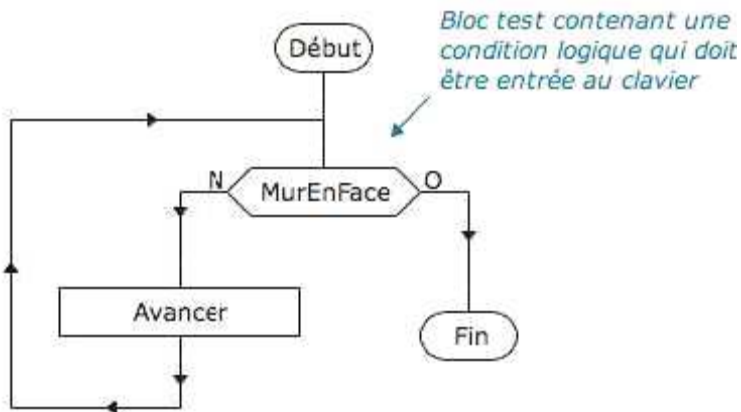 Début
Bloc test contenant une
condition logique qui doit
être entrée au clavier
N
MurEnFace
O
Avancer
Fin